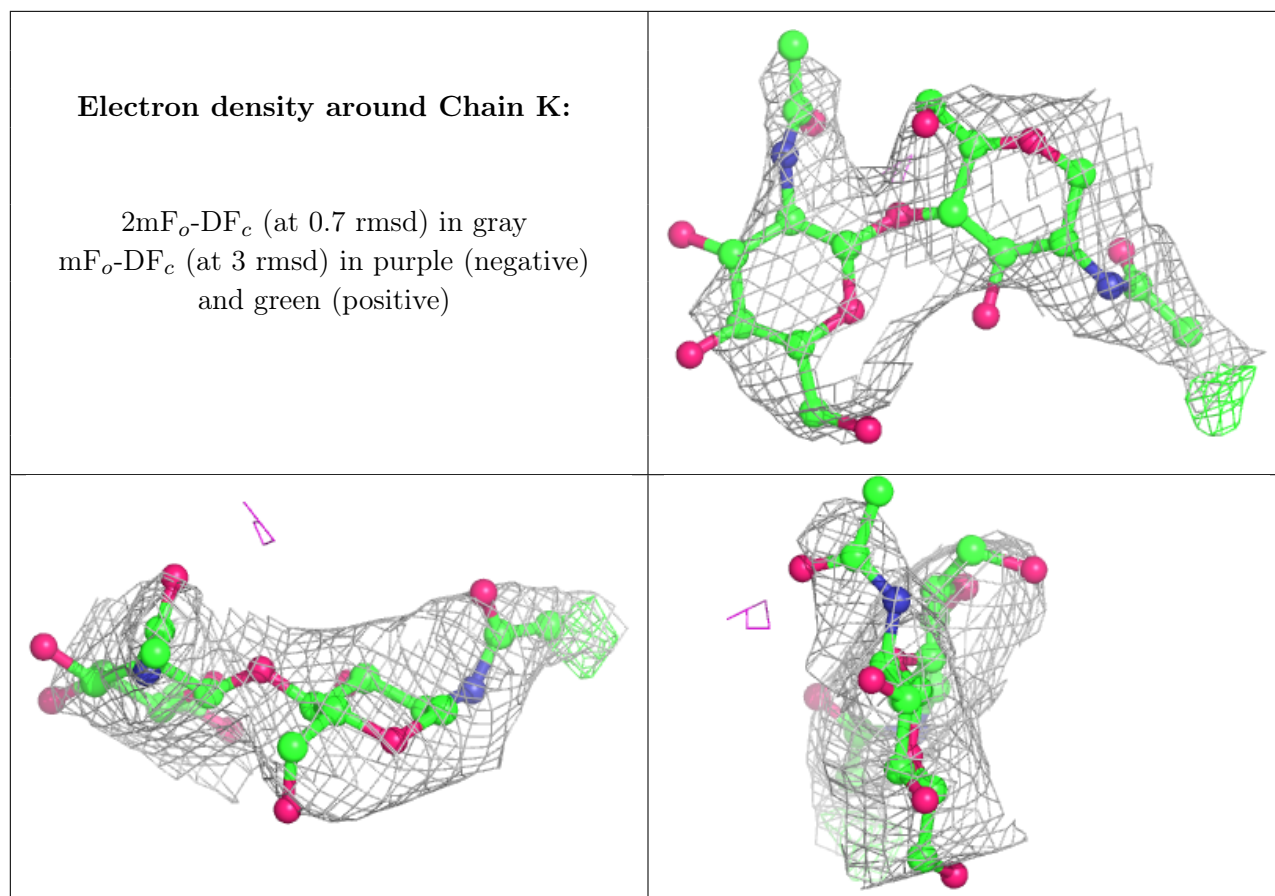 Electron density around Chain K:
2mFₒ-DF𝒸 (at 0.7 rmsd) in gray
mFₒ-DF𝒸 (at 3 rmsd) in purple (negative)
and green (positive)